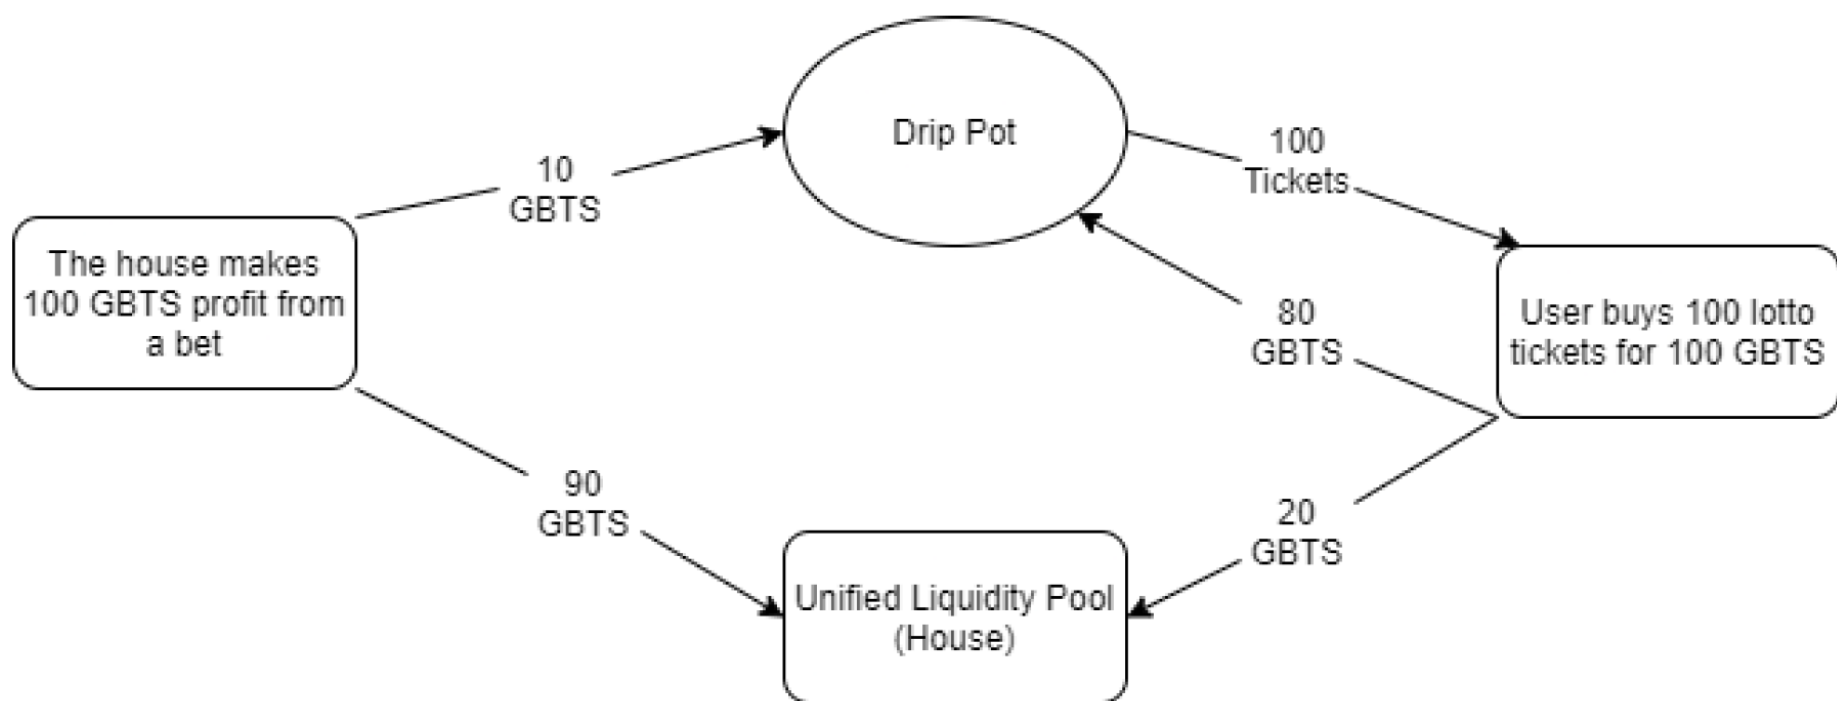 Drip Pot
100
Tickets
10
GBTS
The house makes
100 GBTS profit from
a bet
80
GBTS
User buys 100 lotto
tickets for 100 GBTS
90
GBTS
20
GBTS
Unified Liquidity Pool
(House)